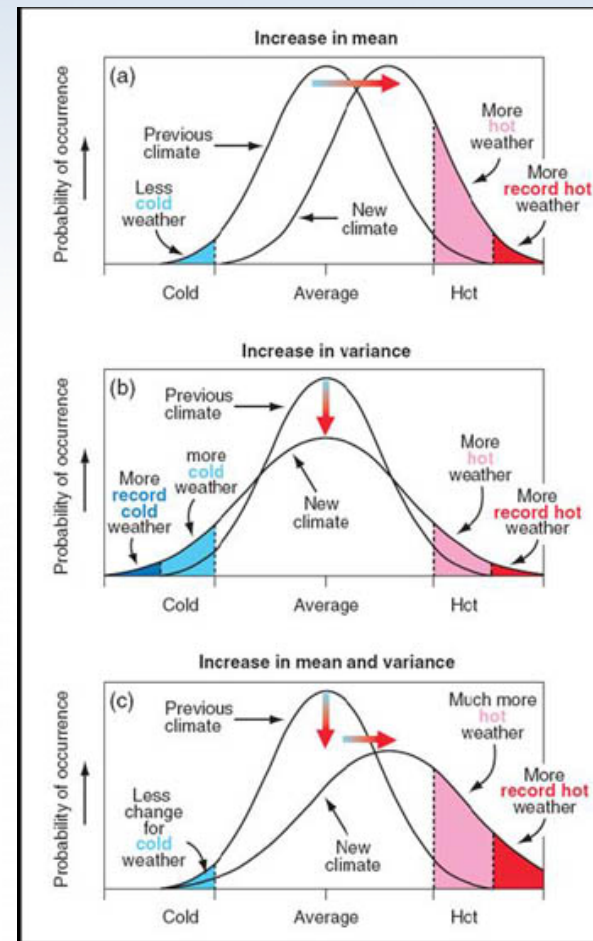 Increase in mean
(a)
Probability of occurrence
Previous
climate
Less
cold
weather
New
climate
More
hot
weather
More
record hot
weather
Cold
Average
Hct
Increase in variance
(b)
Probability of occurrence
Previous
climate
more
cold
weather
More
record
cold
weather
New
climate
More
hot
weather
More
record hot
weather
Cold
Average
Hct
Increase in mean and variance
(c)
Probability of occurrence
Previous
climate
Less
change
for
cold
weather
New
climate
Much more
hot
weather
More
record hot
weather
Cold
Average
Hct